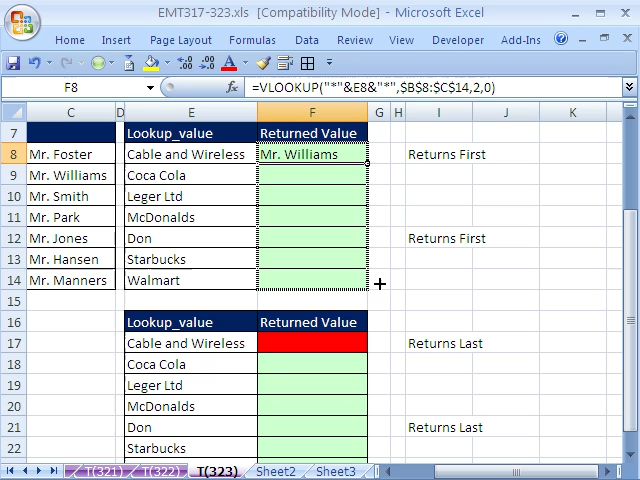 EMT317-323.xls [Compatibility Mode] - Microsoft Excel
Home Insert Page Layout Formulas Data Review View Developer Add-Ins
F8 fx =VLOOKUP("*"&E8&"*",$B$8:$C$14,2,0)
C D E F G H I J K
7 Lookup_value Returned Value
8 Mr. Foster Cable and Wireless Mr. Williams Returns First
9 Mr. Williams Coca Cola
10 Mr. Smith Leger Ltd
11 Mr. Park McDonalds
12 Mr. Jones Don Returns First
13 Mr. Hansen Starbucks
14 Mr. Manners Walmart
15
16 Lookup_value Returned Value
17 Cable and Wireless Returns Last
18 Coca Cola
19 Leger Ltd
20 McDonalds
21 Don Returns Last
22 Starbucks
T(321) T(322) T(323) Sheet2 Sheet3